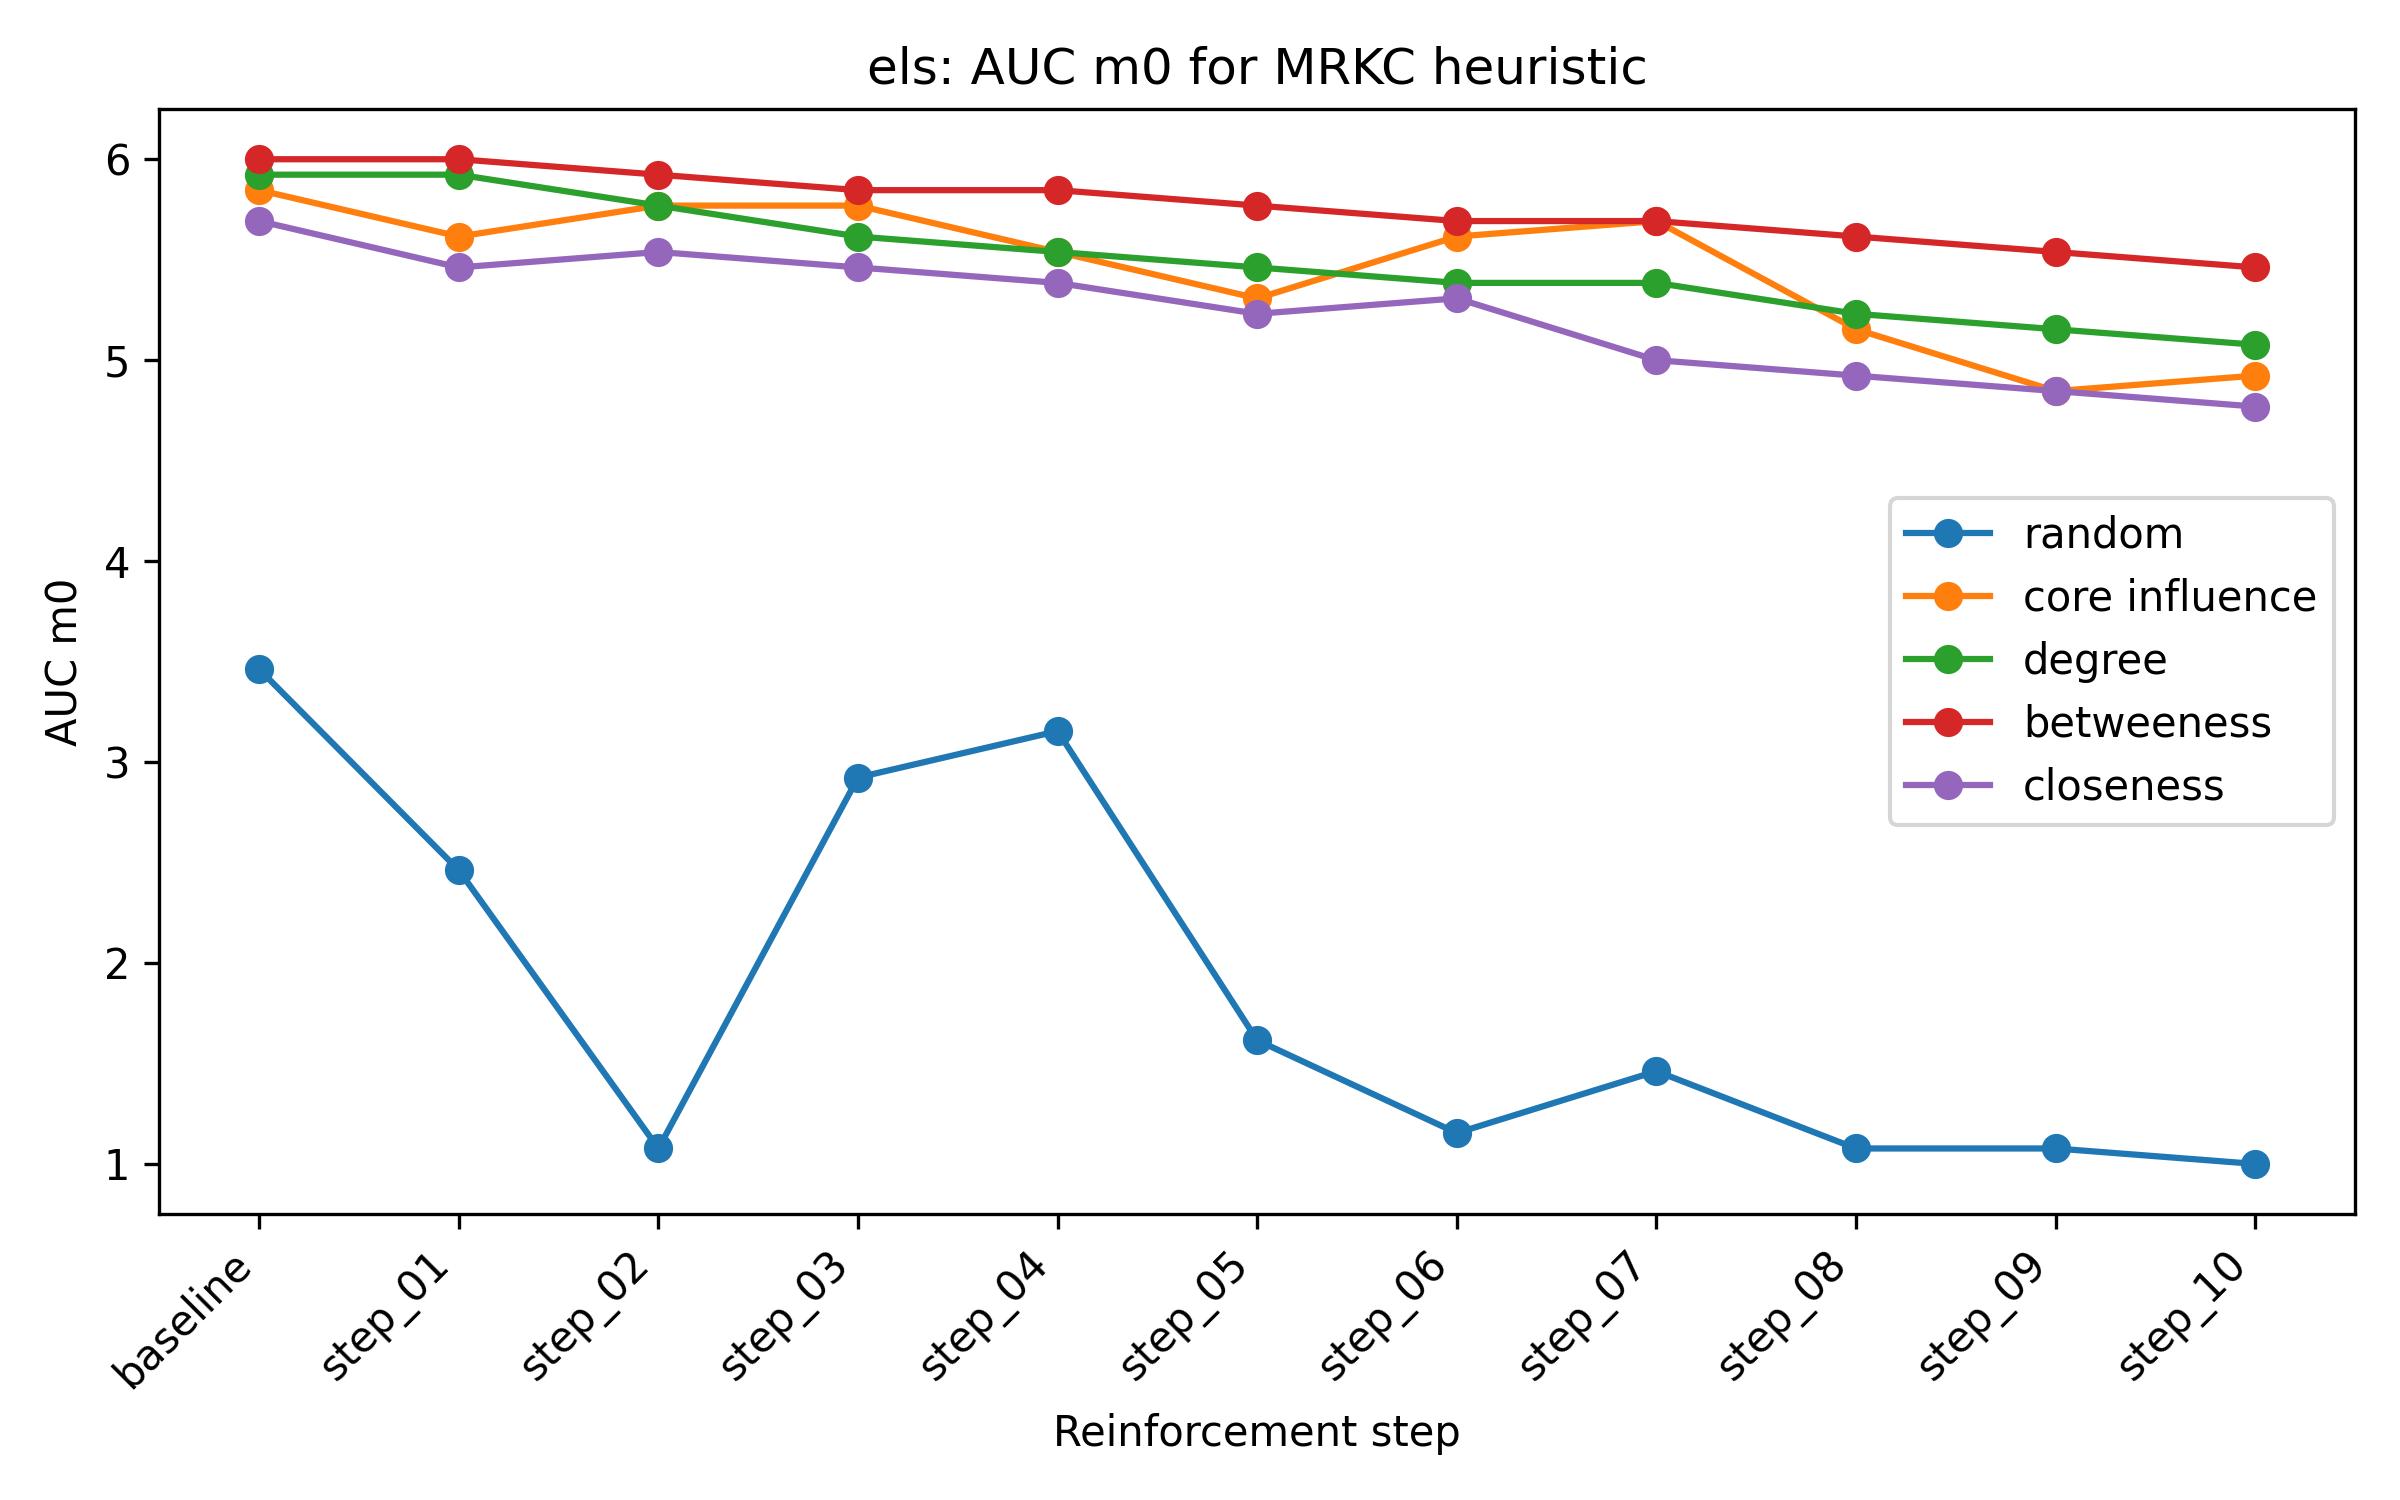 els: AUC m0 for MRKC heuristic
AUC m0
6
5
4
3
2
1
random
core influence
degree
betweeness
closeness
baseline
step_01
step_02
step_03
step_04
step_05
step_06
step_07
step_08
step_09
step_10
Reinforcement step